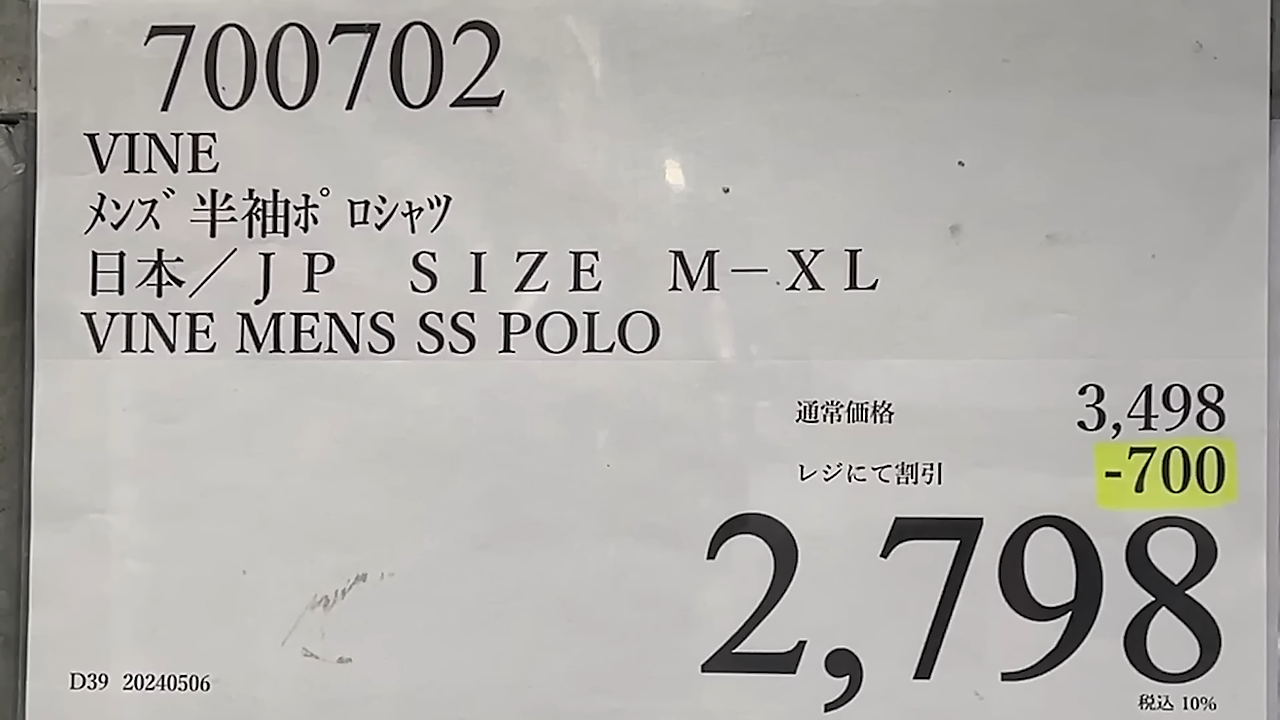 700702
VINE
ﾒﾝｽﾞ 半袖ﾎﾟ ﾛｼｬﾂ
日本／ＪＰ　ＳＩＺＥ　Ｍ－ＸＬ
VINE MENS SS POLO
通常価格 3,498
レジにて割引 -700
2,798
D39 20240506
税込 10%